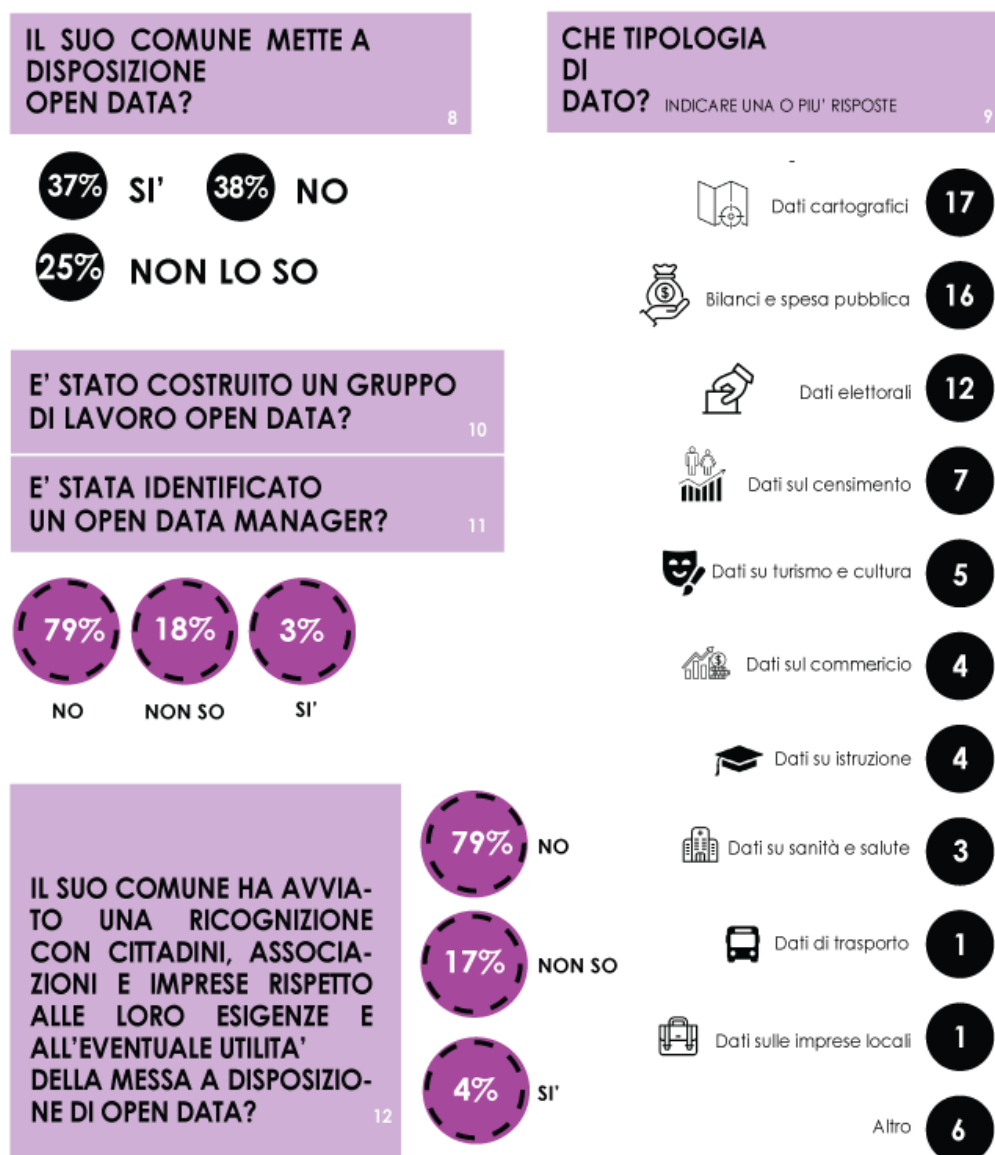 IL SUO COMUNE METTE A
DISPOSIZIONE
OPEN DATA?
8
37% SI' 38% NO
25% NON LO SO
E' STATO COSTRUITO UN GRUPPO
DI LAVORO OPEN DATA?
10
E' STATA IDENTIFICATO
UN OPEN DATA MANAGER?
11
79% 18% 3%
NO NON SO SI'
IL SUO COMUNE HA AVVIA-
TO UNA RICOGNIZIONE
CON CITTADINI, ASSOCIA-
ZIONI E IMPRESE RISPETTO
ALLE LORO ESIGENZE E
ALL'EVENTUALE UTILITA'
DELLA MESSA A DISPOSIZIO-
NE DI OPEN DATA?
12
79% NO
17% NON SO
4% SI'
CHE TIPOLOGIA
DI
DATO? INDICARE UNA O PIU' RISPOSTE
9
Dati cartografici 17
Bilanci e spesa pubblica 16
Dati elettorali 12
Dati sul censimento 7
Dati su turismo e cultura 5
Dati sul commericio 4
Dati su istruzione 4
Dati su sanità e salute 3
Dati di trasporto 1
Dati sulle imprese locali 1
Altro 6